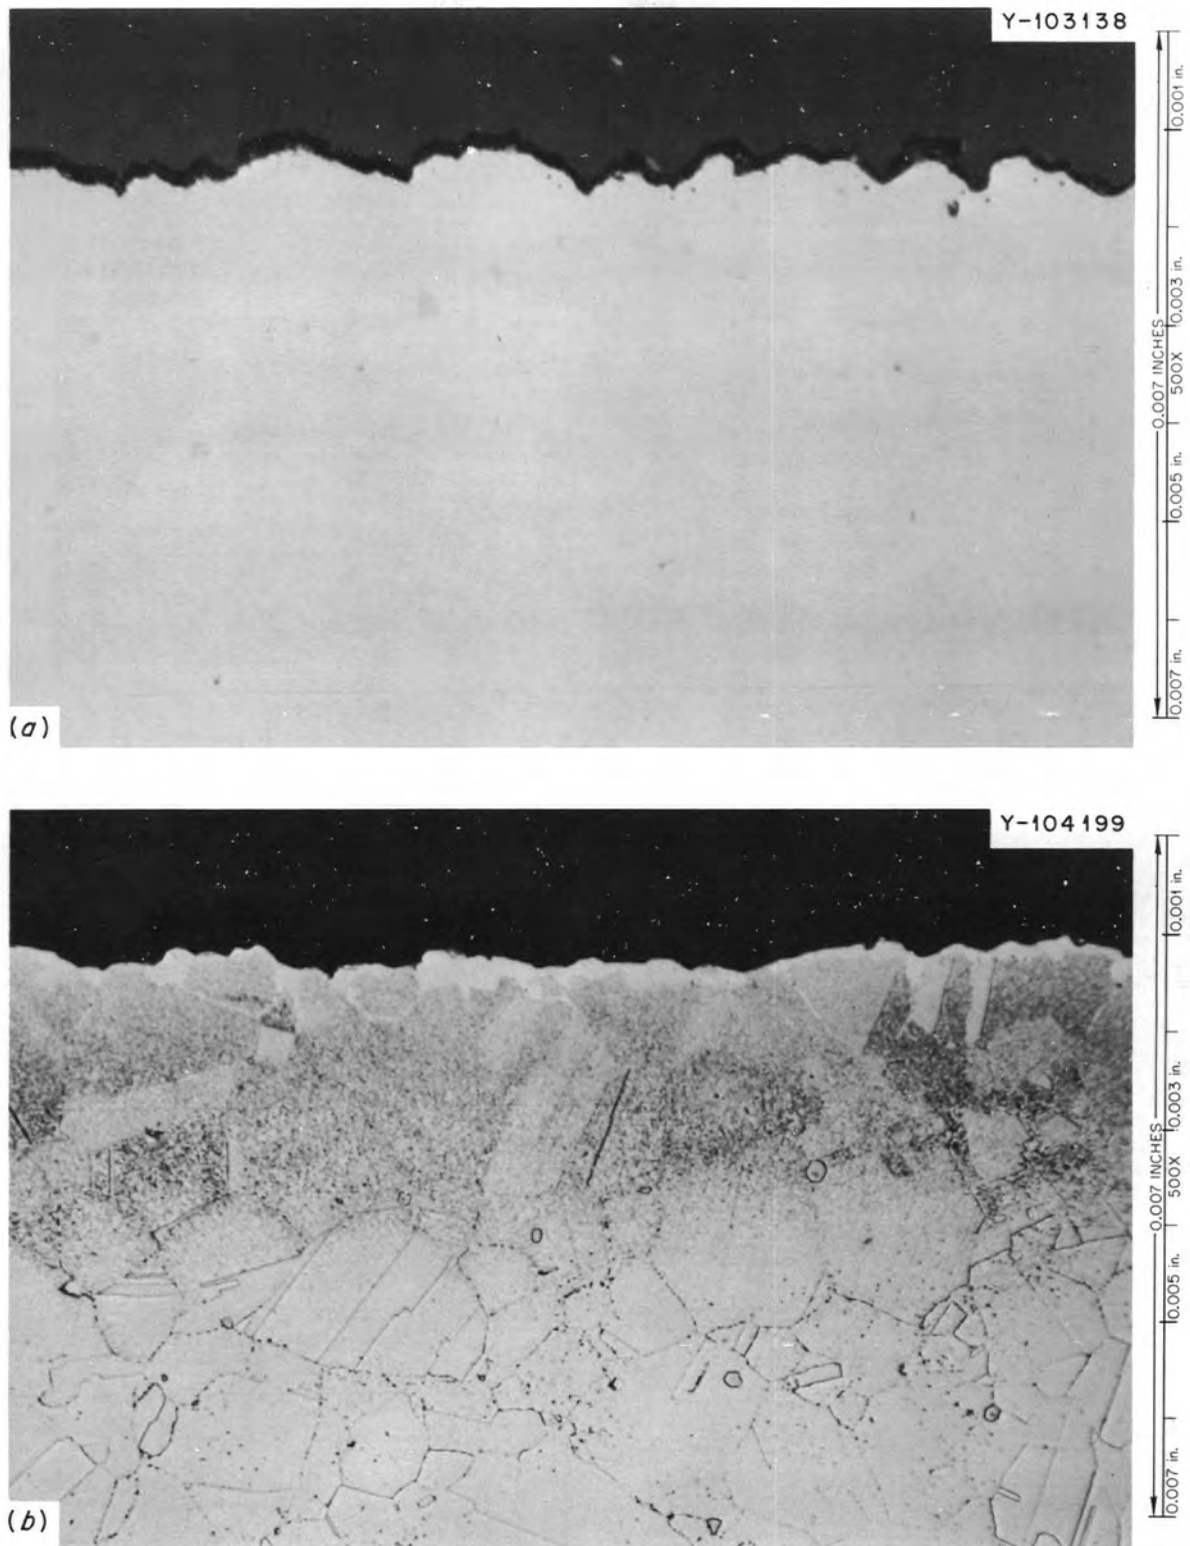 Y-103138
0.001 in.
0.003 in.
0.007 INCHES
500X
0.005 in.
0.007 in.
(a)
Y-104199
0.001 in.
0.003 in.
0.007 INCHES
500X
0.005 in.
0.007 in.
(b)